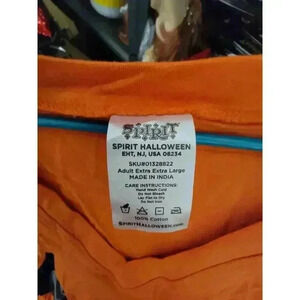 SPIRIT
SPIRIT HALLOWEEN
EHT, NJ, USA 08234
SKU#01328822
Adult Extra Extra Large
MADE IN INDIA
CARE INSTRUCTIONS:
Hand Wash Cold
Do Not Bleach
Lay Flat to Dry
Do Not Iron
100% Cotton
SPIRITHALLOWEEN.com